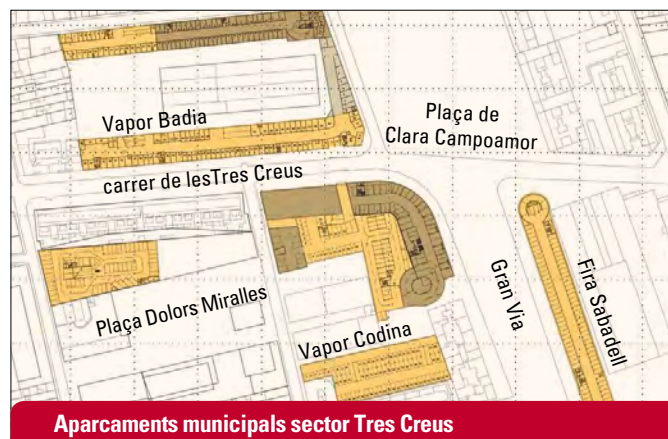 Vapor Badia
Plaça de
Clara Campoamor
carrer de lesTres Creus
Plaça Dolors Miralles
Gran Via
Fira Sabadell
Vapor Codina
Aparcaments municipals sector Tres Creus